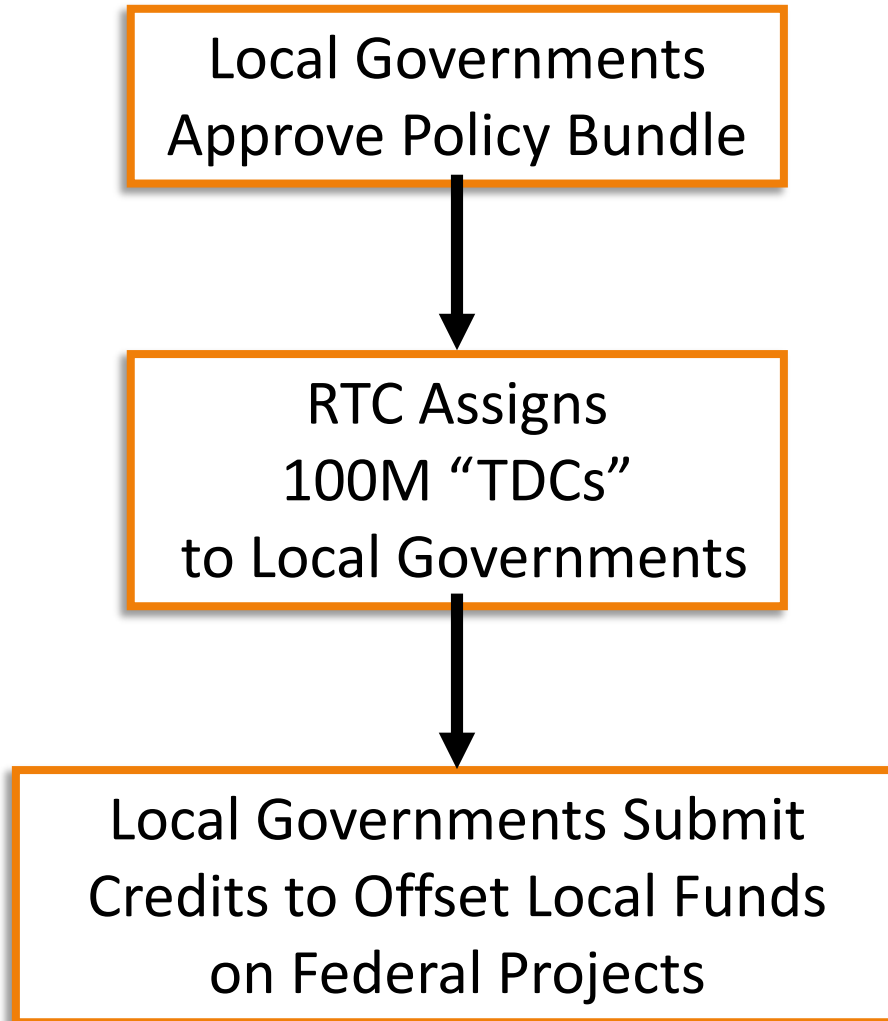 Local Governments
Approve Policy Bundle
RTC Assigns
100M “TDCs”
to Local Governments
Local Governments Submit
Credits to Offset Local Funds
on Federal Projects